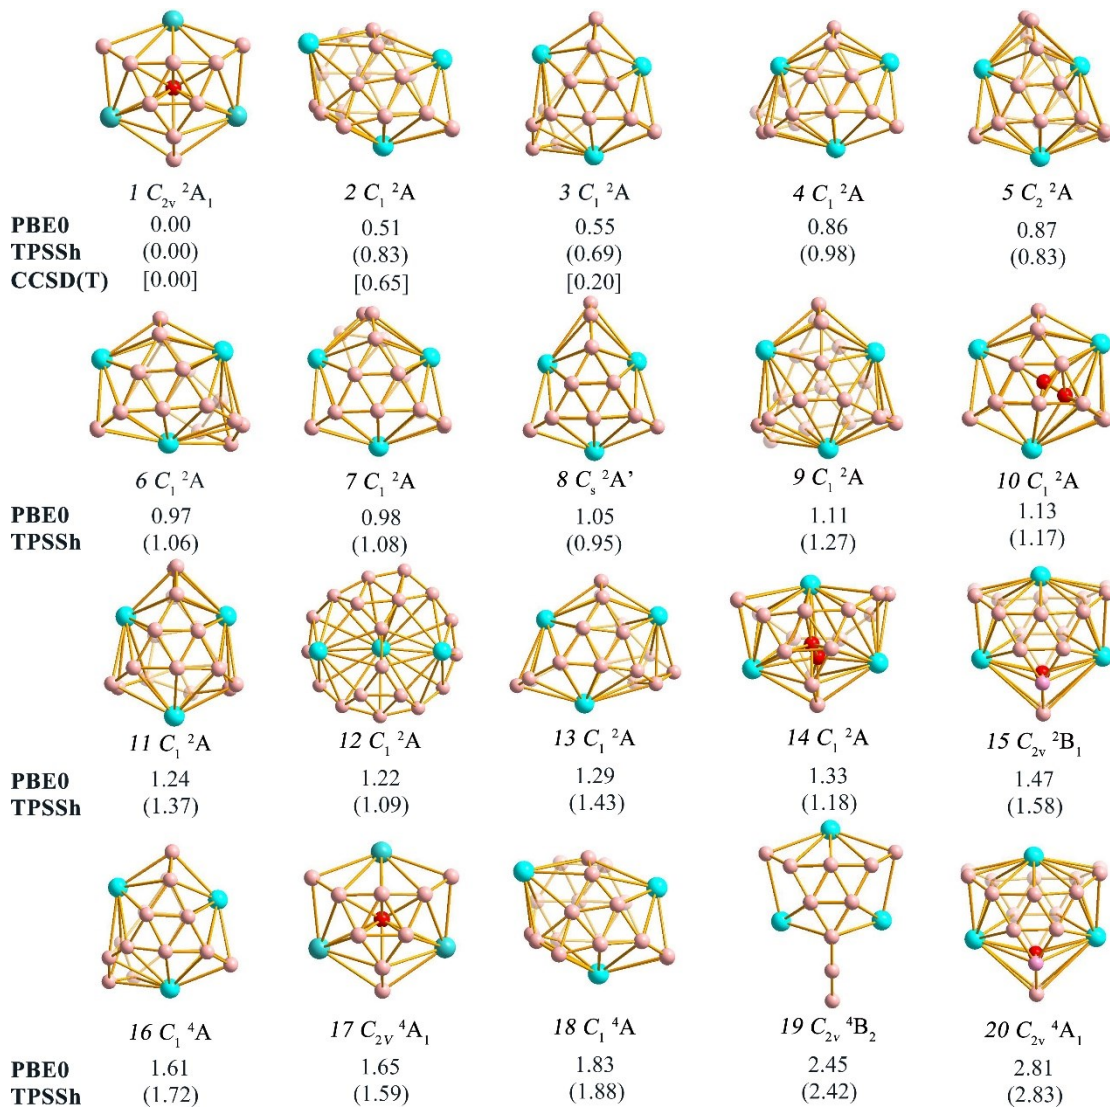 1 C₂ᵥ ²A₁ 2 C₁ ²A 3 C₁ ²A 4 C₁ ²A 5 C₂ ²A
PBE0 0.00 0.51 0.55 0.86 0.87
TPSSh (0.00) (0.83) (0.69) (0.98) (0.83)
CCSD(T) [0.00] [0.65] [0.20]
6 C₁ ²A 7 C₁ ²A 8 Cₛ ²A’ 9 C₁ ²A 10 C₁ ²A
PBE0 0.97 0.98 1.05 1.11 1.13
TPSSh (1.06) (1.08) (0.95) (1.27) (1.17)
11 C₁ ²A 12 C₁ ²A 13 C₁ ²A 14 C₁ ²A 15 C₂ᵥ ²B₁
PBE0 1.24 1.22 1.29 1.33 1.47
TPSSh (1.37) (1.09) (1.43) (1.18) (1.58)
16 C₁ ⁴A 17 C₂V ⁴A₁ 18 C₁ ⁴A 19 C₂ᵥ ⁴B₂ 20 C₂ᵥ ⁴A₁
PBE0 1.61 1.65 1.83 2.45 2.81
TPSSh (1.72) (1.59) (1.88) (2.42) (2.83)